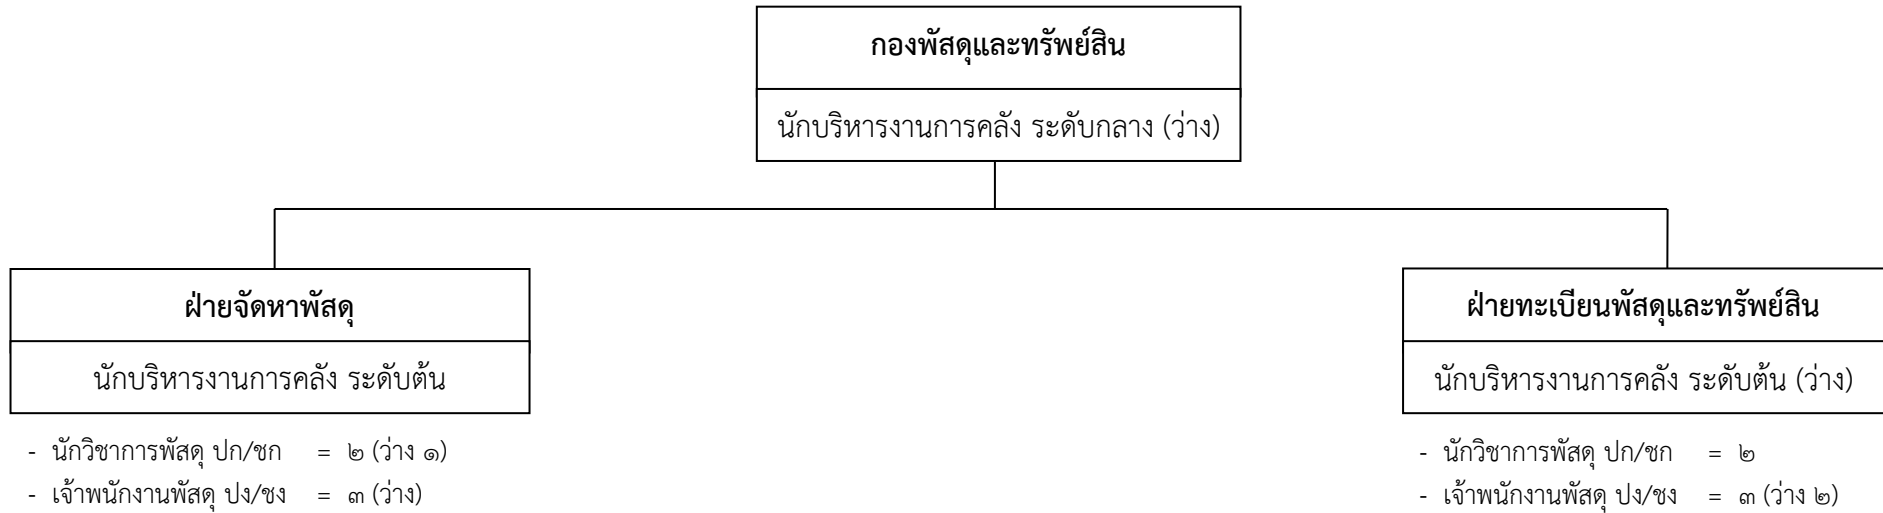 กองพัสดุและทรัพย์สิน
นักบริหารงานการคลัง ระดับกลาง (ว่าง)
ฝ่ายจัดหาพัสดุ
นักบริหารงานการคลัง ระดับต้น
- นักวิชาการพัสดุ ปก/ชก = ๒ (ว่าง ๑)
- เจ้าพนักงานพัสดุ ปง/ชง = ๓ (ว่าง)
ฝ่ายทะเบียนพัสดุและทรัพย์สิน
นักบริหารงานการคลัง ระดับต้น (ว่าง)
- นักวิชาการพัสดุ ปก/ชก = ๒
- เจ้าพนักงานพัสดุ ปง/ชง = ๓ (ว่าง ๒)